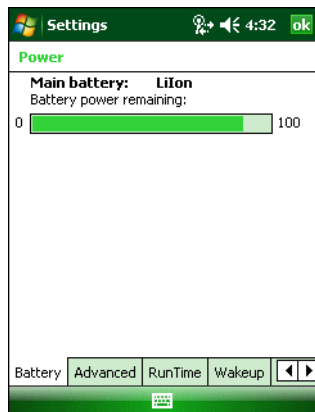 Settings 4:32 ok
Power
Main battery: LiIon
Battery power remaining:
0 100
Battery Advanced RunTime Wakeup